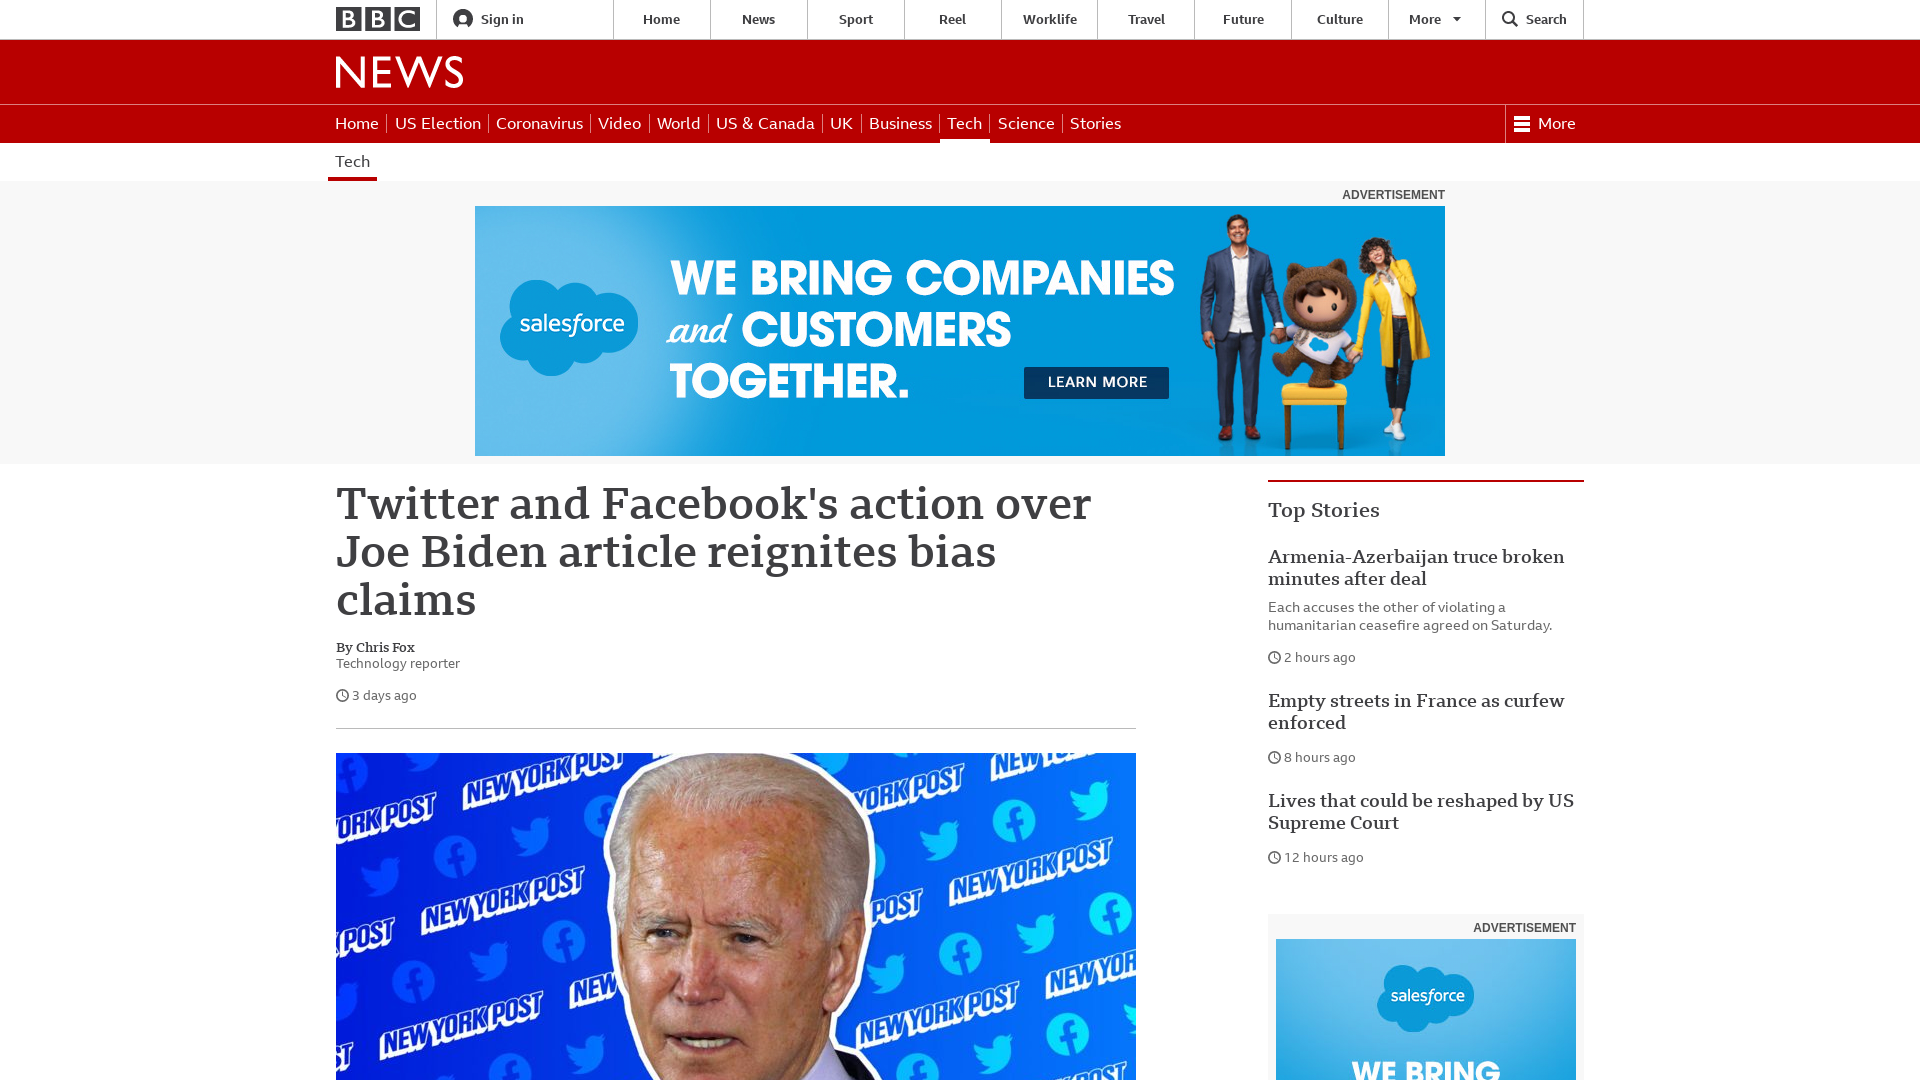 BBC
Sign in
Home
News
Sport
Reel
Worklife
Travel
Future
Culture
More
Search
NEWS
Home
US Election
Coronavirus
Video
World
US & Canada
UK
Business
Tech
Science
Stories
More
Tech
ADVERTISEMENT
salesforce
WE BRING COMPANIES
and CUSTOMERS
TOGETHER.
LEARN MORE
Twitter and Facebook's action over
Joe Biden article reignites bias
claims
By Chris Fox
Technology reporter
3 days ago
NEW YORK POST
NEW YORK POST
NEW YORK
YORK POST
YORK POST
NEW YORK POST
NEW YORK POST
K POST
POST
NEW YO
NEW YORK POST
NEW
NEW YORK POST
ST
POST
Top Stories
Armenia-Azerbaijan truce broken
minutes after deal
Each accuses the other of violating a
humanitarian ceasefire agreed on Saturday.
2 hours ago
Empty streets in France as curfew
enforced
8 hours ago
Lives that could be reshaped by US
Supreme Court
12 hours ago
ADVERTISEMENT
salesforce
WE BRING